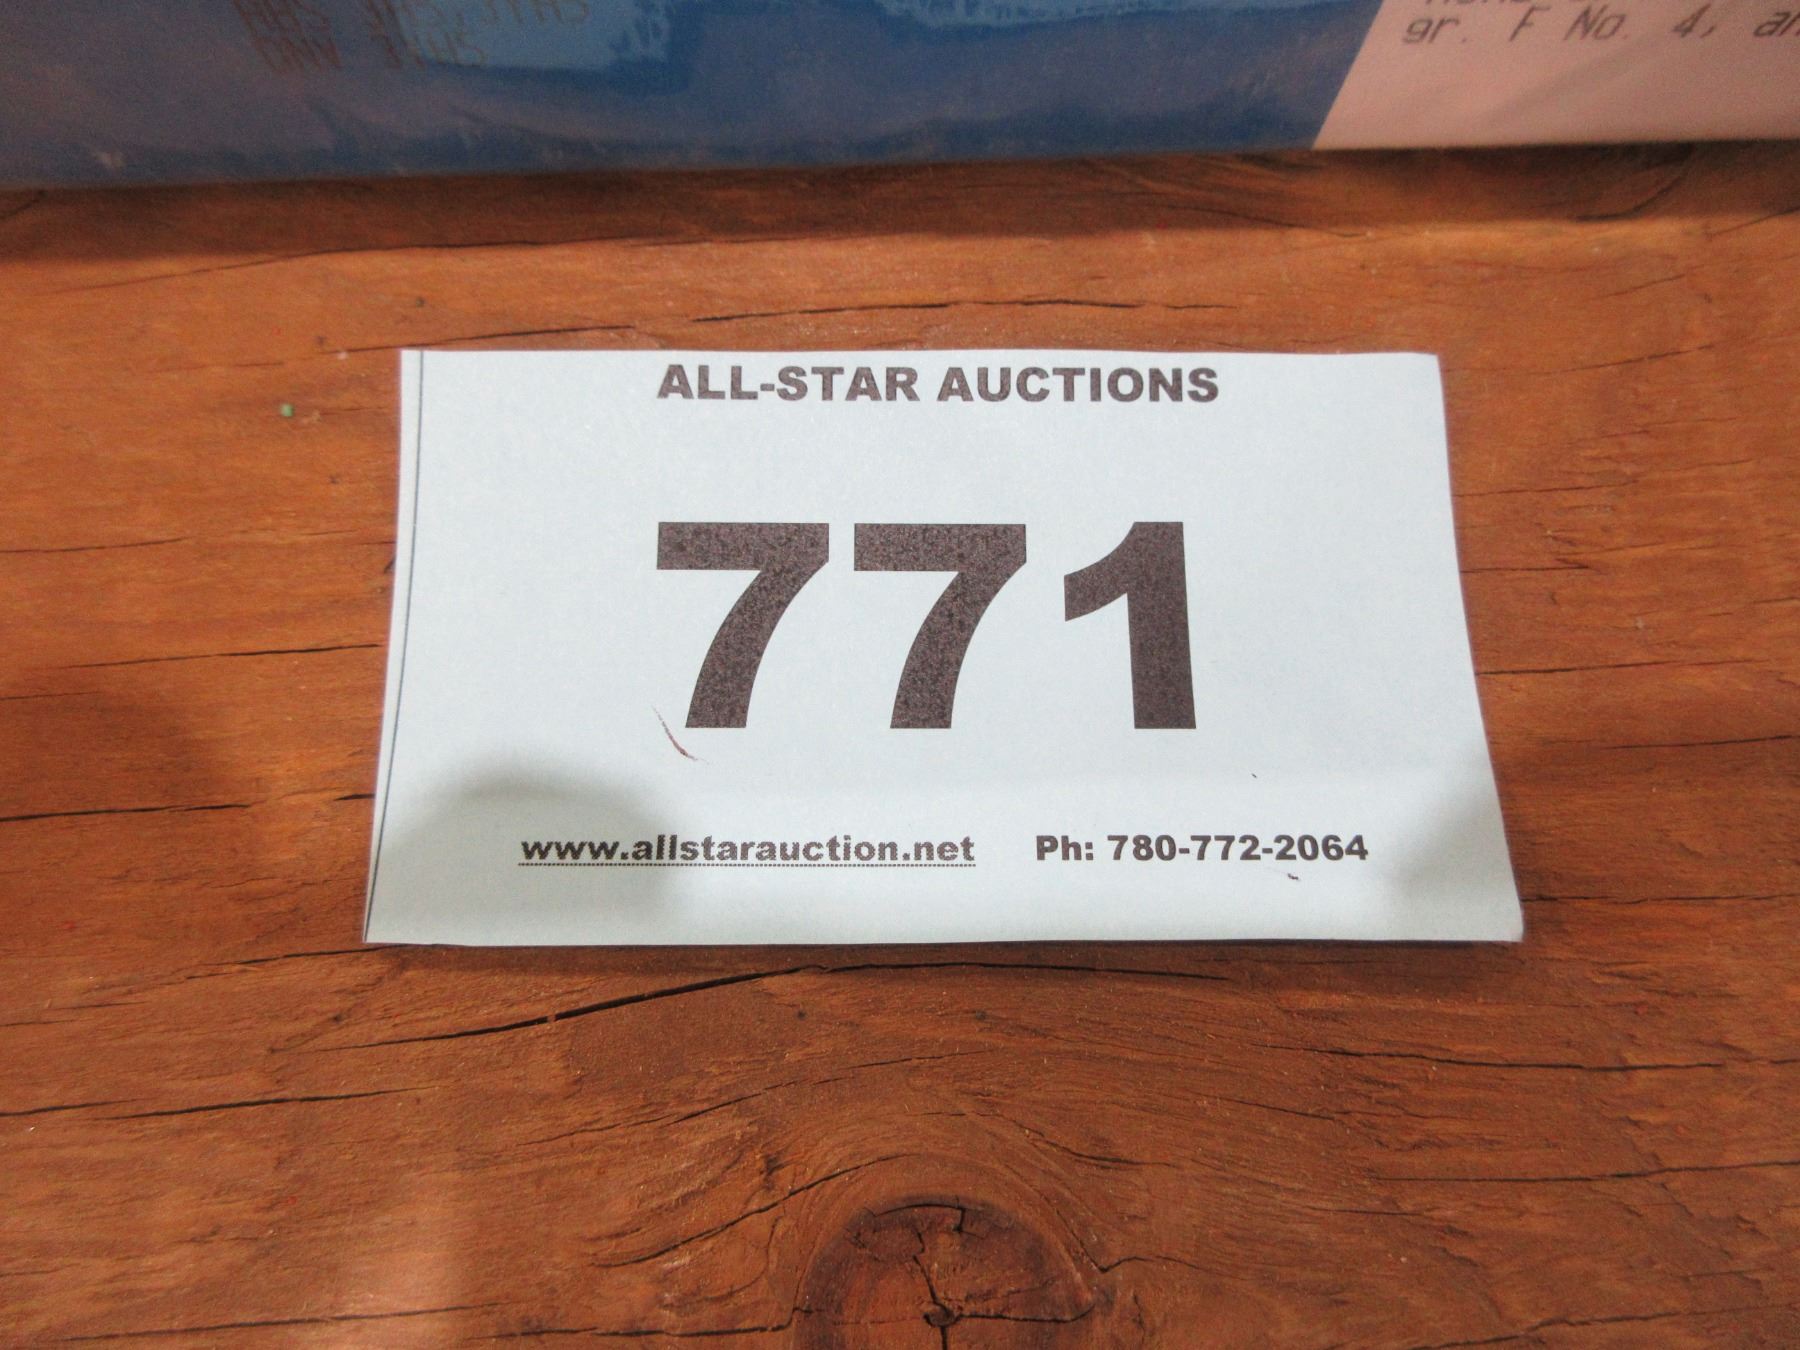 gr. F No. 4,
ALL-STAR AUCTIONS
771
www.allstarauction.net Ph: 780-772-2064